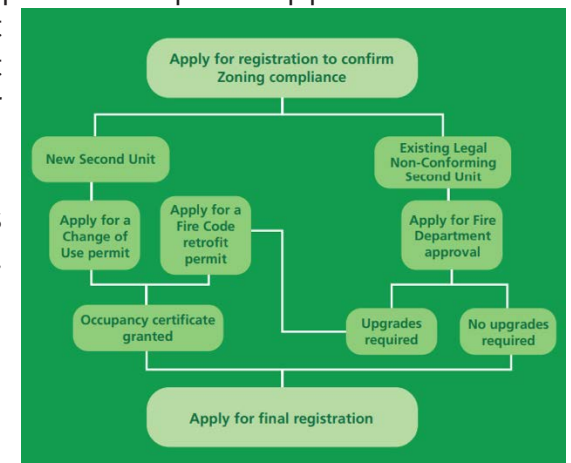 Apply for registration to confirm
Zoning compliance
New Second Unit
Existing Legal
Non-Conforming
Second Unit
Apply for a
Change of
Use permit
Apply for a
Fire Code
retrofit
permit
Apply for Fire
Department
approval
Occupancy certificate
granted
Upgrades
required
No upgrades
required
Apply for final registration